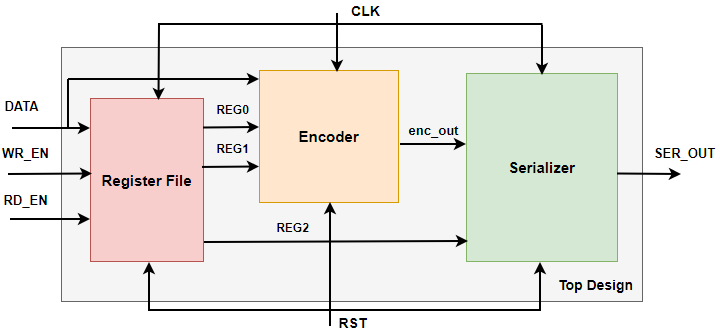 CLK
DATA
REG0
Encoder
enc_out
WR_EN
REG1
SER_OUT
Register File
Serializer
RD_EN
REG2
Top Design
RST